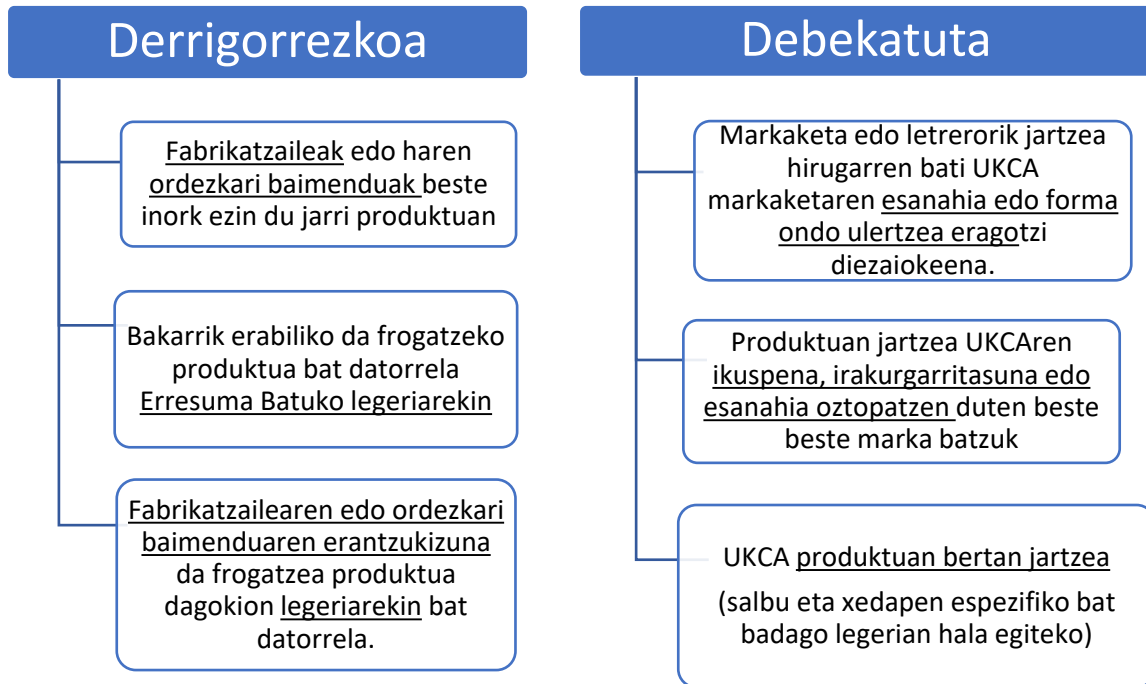 Derrigorrezkoa
Fabrikatzaileak edo haren
ordezkari baimenduak beste
inork ezin du jarri produktuan
Bakarrik erabiliko da frogatzeko
produktua bat datorrela
Erresuma Batuko legeriarekin
Fabrikatzailearen edo ordezkari
baimenduaren erantzukizuna
da frogatzea produktua
dagokion legeriarekin bat
datorrela.
Debekatuta
Markaketa edo letrerorik jartzea
hirugarren bati UKCA
markaketaren esanahia edo forma
ondo ulertzea eragotzi
diezaiokeena.
Produktuan jartzea UKCAren
ikuspena, irakurgarritasuna edo
esanahia oztopatzen duten beste
beste marka batzuk
UKCA produktuan bertan jartzea
(salbu eta xedapen espezifiko bat
badago legerian hala egiteko)